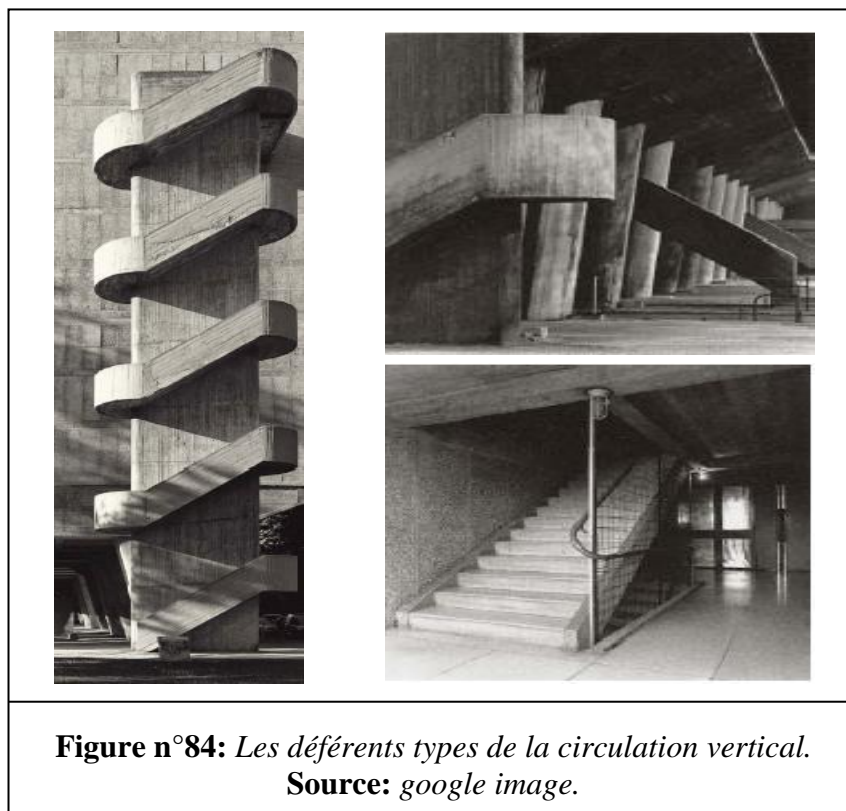 Figure n°84: Les déférents types de la circulation vertical.
Source: google image.